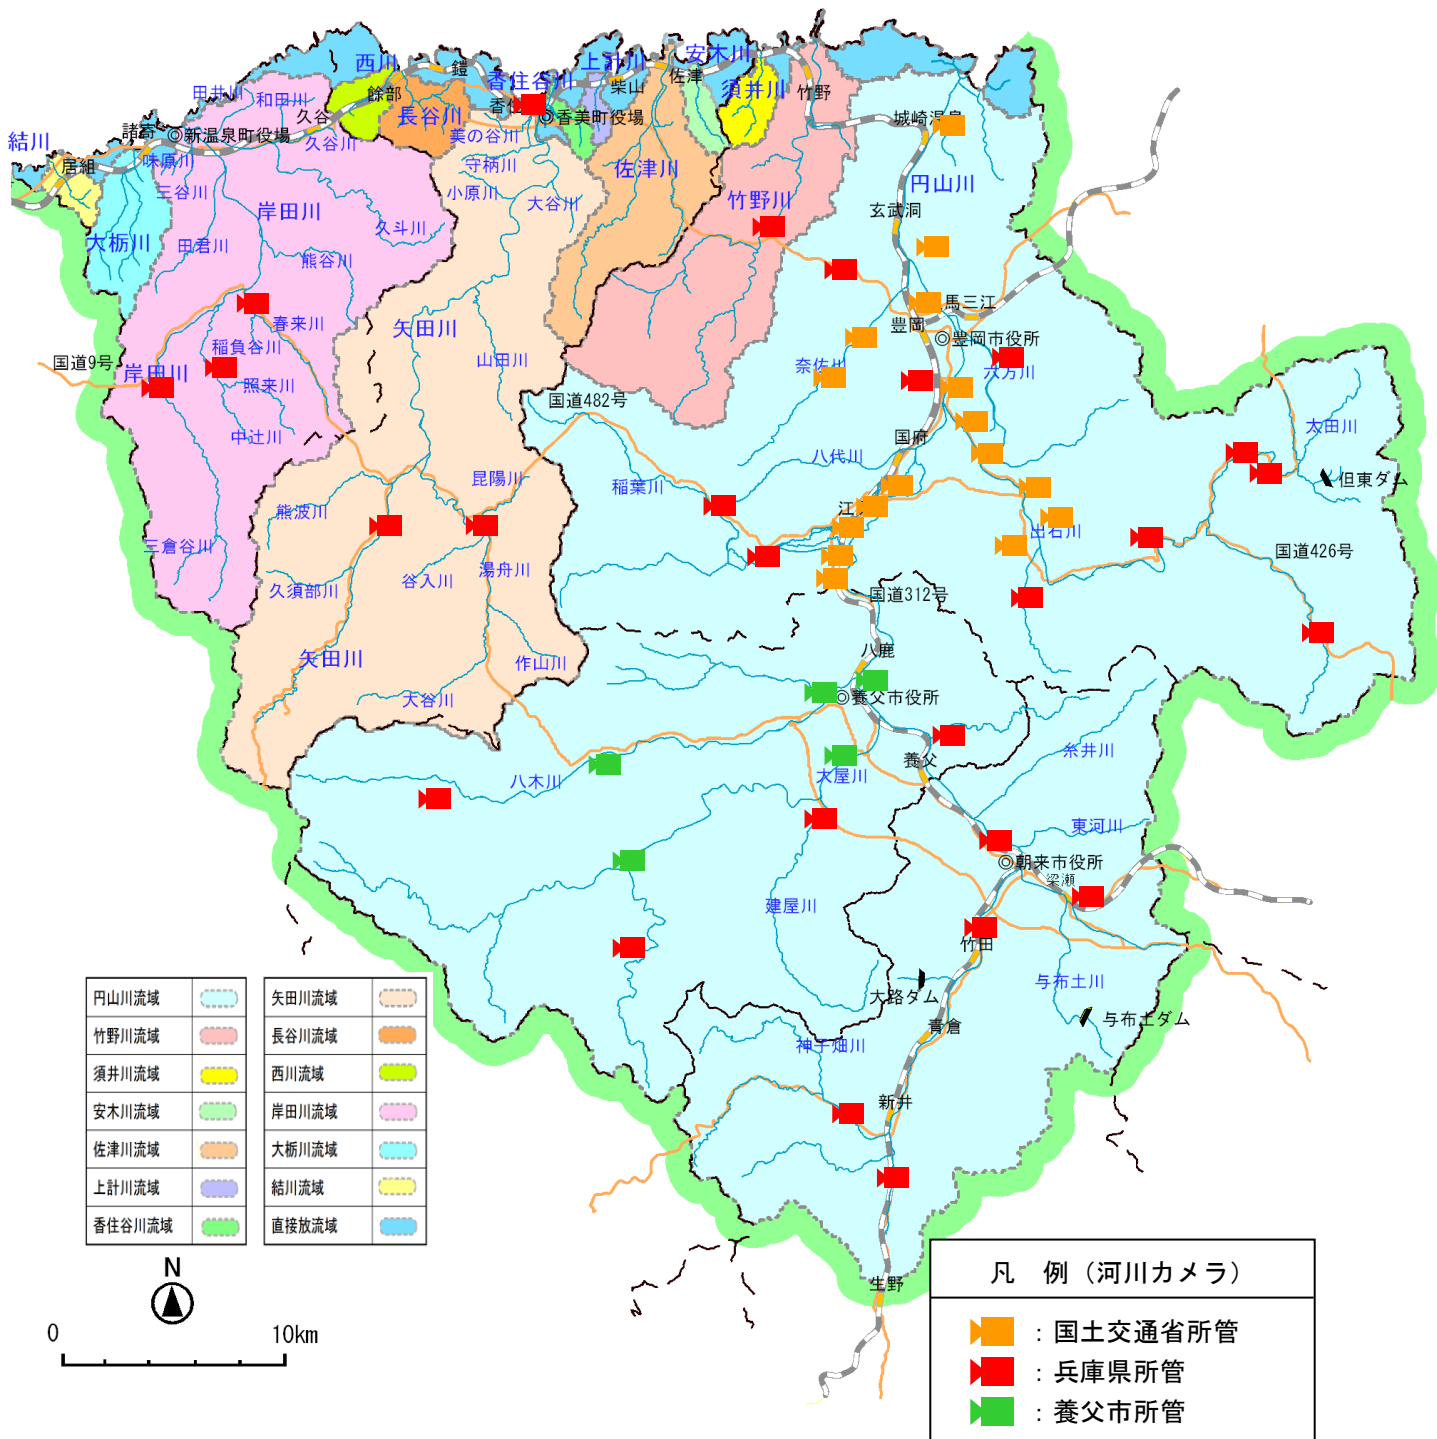 西川
鎧
上計川
安木川
佐津
田井川
和田川
久谷
餘部
香住谷川
柴山
須井川
竹野
結川
諸寄
◎新温泉町役場
久谷川
長谷川
美の谷川
◎香美町役場
城崎温泉
居組
味原川
三谷川
守柄川
小原川
大谷川
佐津川
竹野川
円山川
玄武洞
大栃川
岸田川
田君川
久斗川
熊谷川
春来川
矢田川
馬三江
豊岡
◎豊岡市役所
国道9号
稲負谷川
岸田川
照来川
山田川
奈佐川
六方川
中辻川
国道482号
国府
八代川
太田川
昆陽川
稲葉川
但東ダム
熊波川
江
出石川
三倉谷川
久須部川
谷入川
湯舟川
国道426号
国道312号
矢田川
作山川
八鹿
大谷川
◎養父市役所
養父
糸井川
八木川
大屋川
東河川
◎朝来市役所
梁瀬
建屋川
竹田
与布土川
大路ダム
与布土ダム
青倉
神子畑川
新井
生野
円山川流域
竹野川流域
須井川流域
安木川流域
佐津川流域
上計川流域
香住谷川流域
矢田川流域
長谷川流域
西川流域
岸田川流域
大栃川流域
結川流域
直接放流域
N
0 10km
凡 例（河川カメラ）
：国土交通省所管
：兵庫県所管
：養父市所管